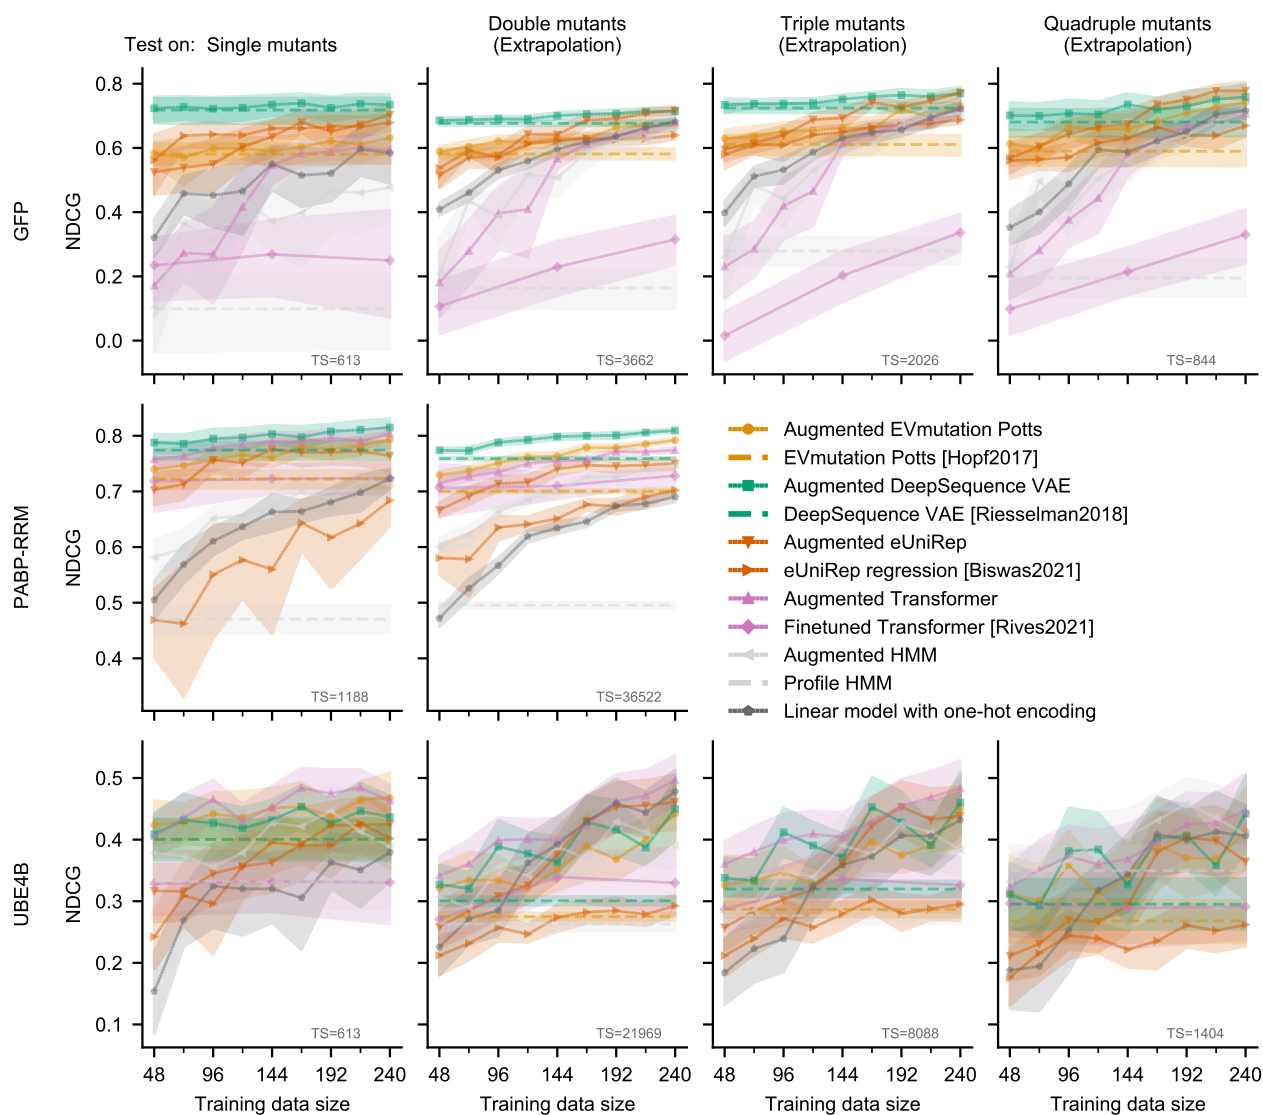 Test on: Single mutants
Double mutants
(Extrapolation)
Triple mutants
(Extrapolation)
Quadruple mutants
(Extrapolation)
GFP
NDCG
0.8
0.6
0.4
0.2
0.0
TS=613
TS=3662
TS=2026
TS=844
PABP-RRM
NDCG
0.8
0.7
0.6
0.5
0.4
TS=1188
TS=36522
Augmented EVmutation Potts
EVmutation Potts [Hopf2017]
Augmented DeepSequence VAE
DeepSequence VAE [Riesselman2018]
Augmented eUniRep
eUniRep regression [Biswas2021]
Augmented Transformer
Finetuned Transformer [Rives2021]
Augmented HMM
Profile HMM
Linear model with one-hot encoding
UBE4B
NDCG
0.5
0.4
0.3
0.2
0.1
TS=613
TS=21969
TS=8088
TS=1404
48 96 144 192 240
48 96 144 192 240
48 96 144 192 240
48 96 144 192 240
Training data size
Training data size
Training data size
Training data size